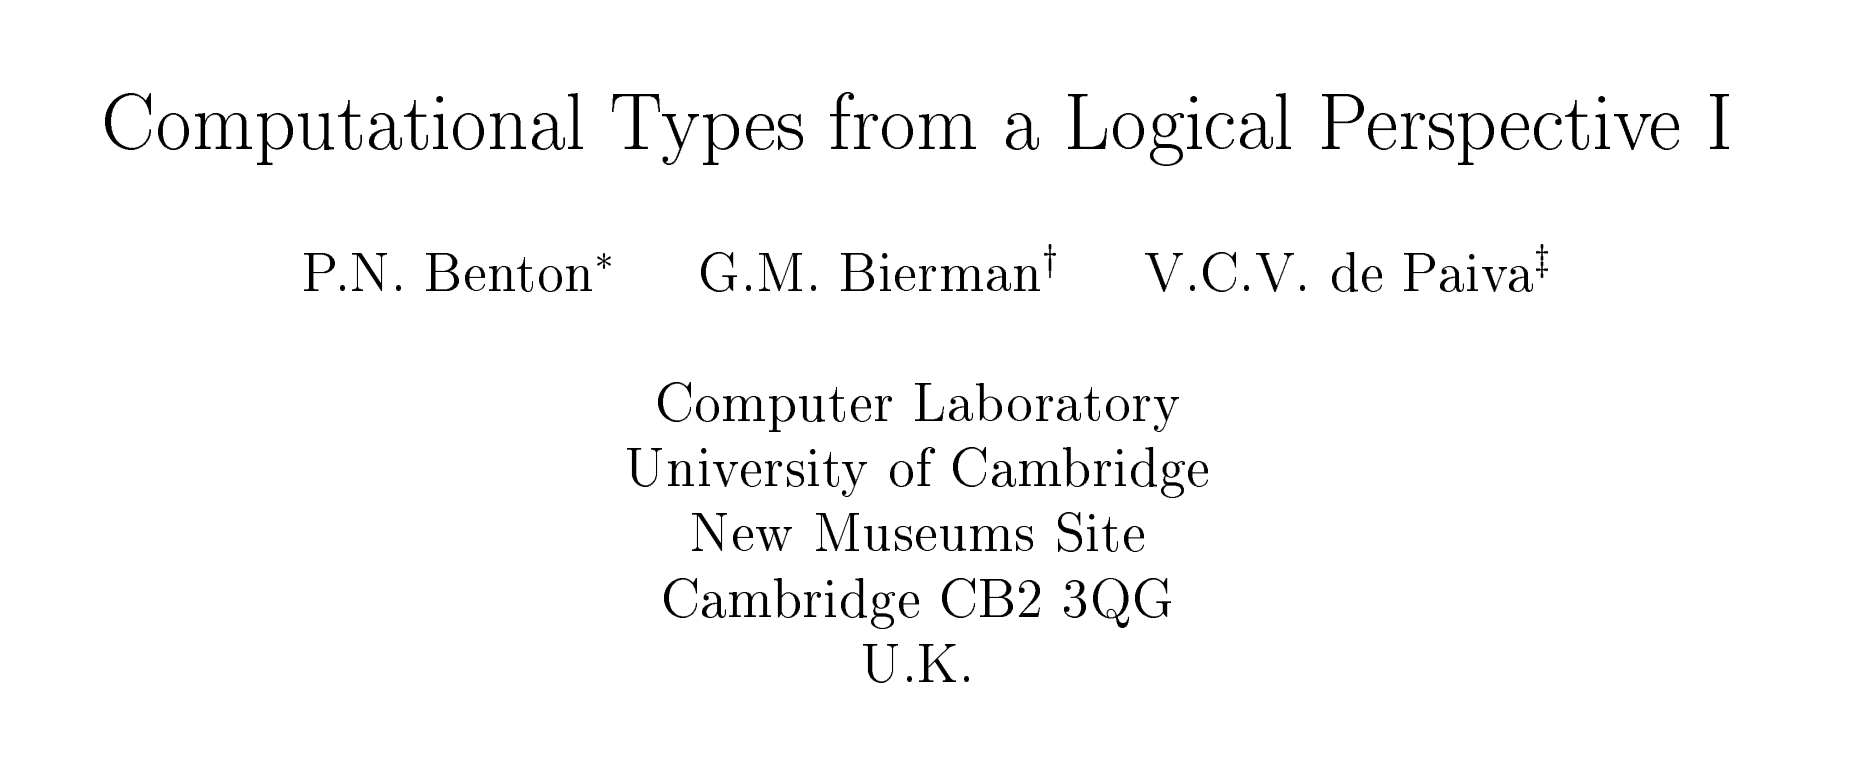 Computational Types from a Logical Perspective I
P.N. Benton* G.M. Bierman† V.C.V. de Paiva‡
Computer Laboratory
University of Cambridge
New Museums Site
Cambridge CB2 3QG
U.K.